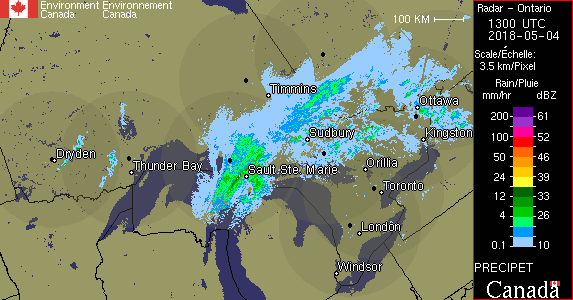 Environment Environnement
Canada Canada
100 KM
Timmins
Ottawa
Sudbury
Kingston
Dryden
Thunder Bay
Sault Ste. Marie
Orillia
Toronto
London
Windsor
Radar - Ontario
1300 UTC
2018-05-04
Scale/Échelle:
3.5 km/Pixel
Rain/Pluie
mm/hr dBZ
200 61
100 52
50 46
24 39
12 33
4 26
0.1 10
PRECIPET
Canada